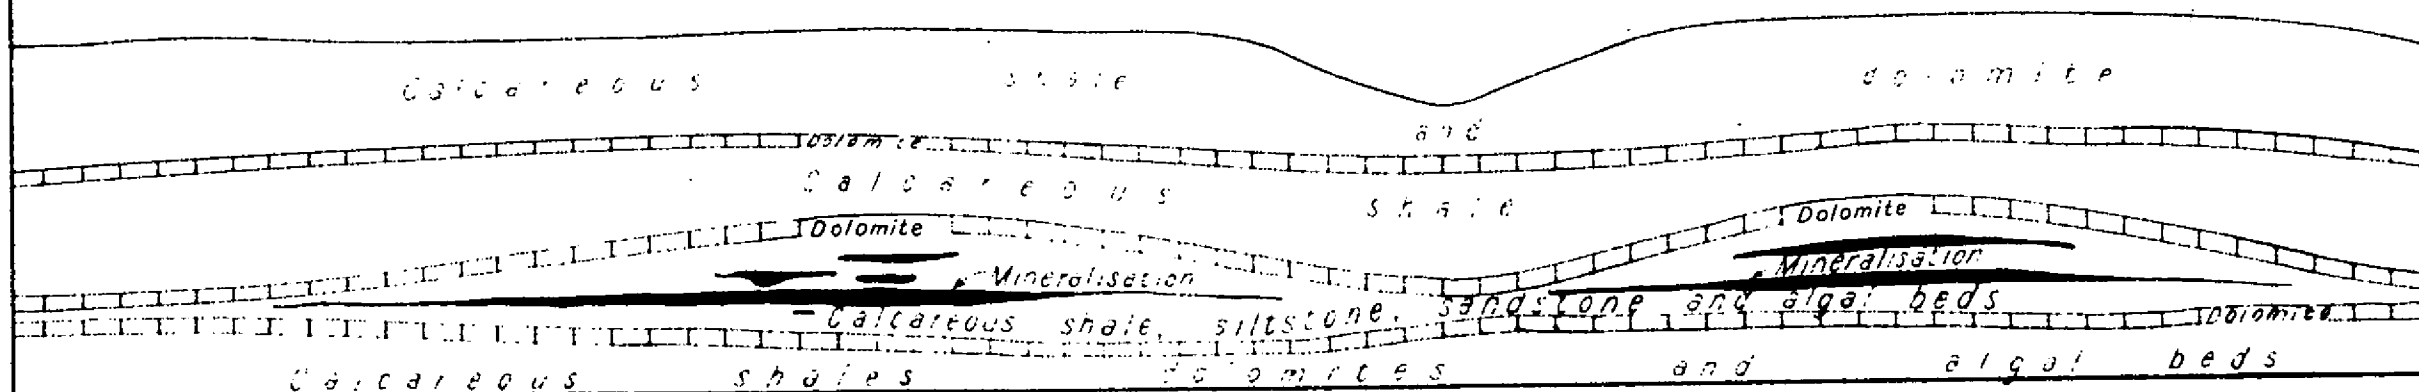 Calcareous shale and dolomite
Dolomite
Calcareous shale
Dolomite
Dolomite
Mineralisation
Mineralisation
Calcareous shale, siltstone, sandstone and algal beds
Dolomite
Calcareous shales dolomites and algal beds